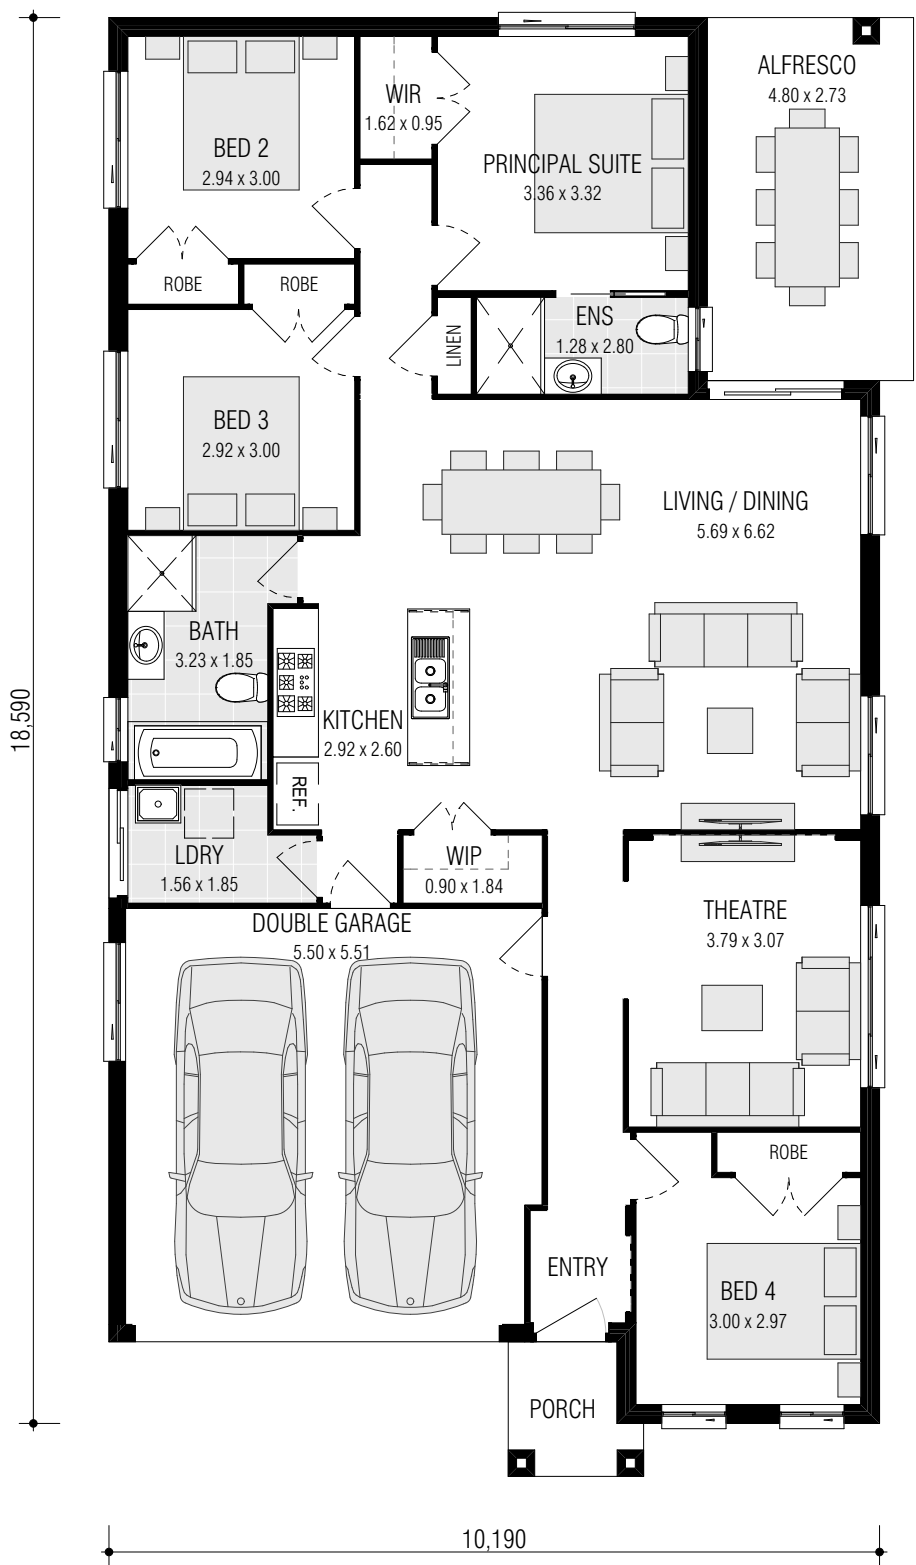 ALFRESCO
4.80 x 2.73
WIR
1.62 x 0.95
BED 2
2.94 x 3.00
PRINCIPAL SUITE
3.36 x 3.32
ROBE
ROBE
ENS
1.28 x 2.80
LINEN
BED 3
2.92 x 3.00
LIVING / DINING
5.69 x 6.62
BATH
3.23 x 1.85
18,590
KITCHEN
2.92 x 2.60
REF.
LDRY
1.56 x 1.85
WIP
0.90 x 1.84
THEATRE
3.79 x 3.07
DOUBLE GARAGE
5.50 x 5.51
ROBE
ENTRY
BED 4
3.00 x 2.97
PORCH
10,190